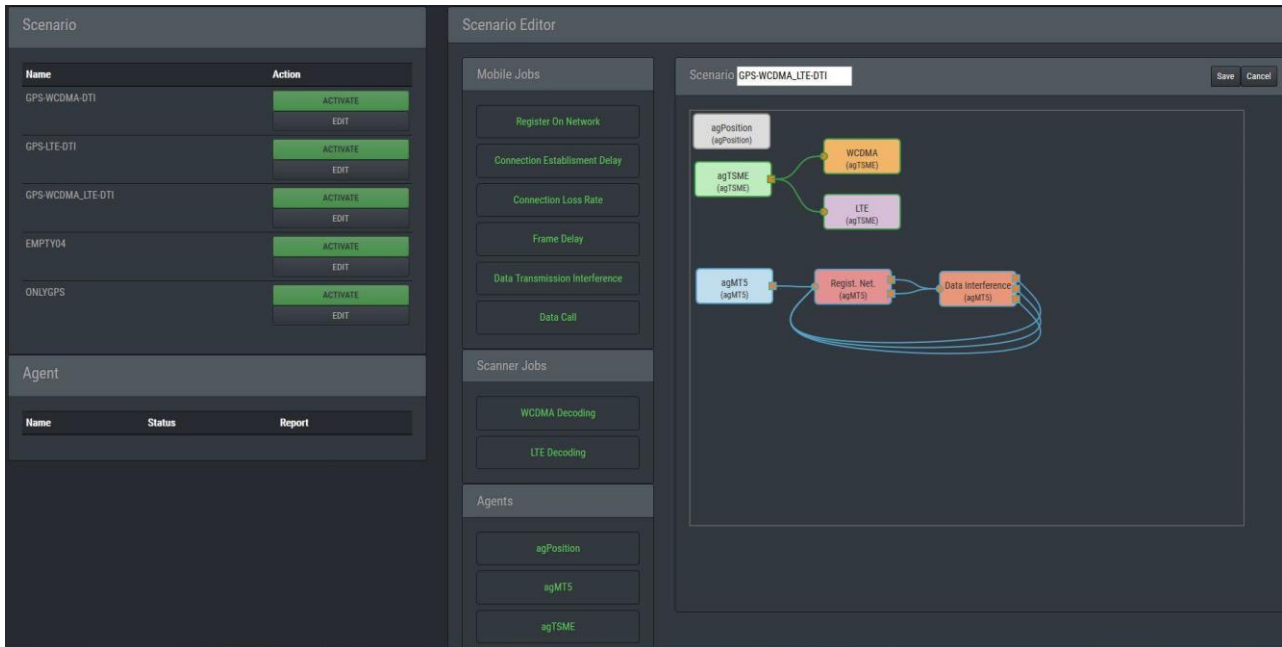 Scenario
Name Action
GPS-WCDMA-DTI ACTIVATE
EDIT
GPS-LTE-DTI ACTIVATE
EDIT
GPS-WCDMA_LTE-DTI ACTIVATE
EDIT
EMPTY04 ACTIVATE
EDIT
ONLYGPS ACTIVATE
EDIT
Agent
Name Status Report
Scenario Editor
Mobile Jobs
Register On Network
Connection Establisment Delay
Connection Loss Rate
Frame Delay
Data Transmission Interference
Data Call
Scanner Jobs
WCDMA Decoding
LTE Decoding
Agents
agPosition
agMT5
agTSME
Scenario GPS-WCDMA_LTE-DTI Save Cancel
agPosition
(agPosition)
agTSME
(agTSME)
WCDMA
(agTSME)
LTE
(agTSME)
agMT5
(agMT5)
Regist. Net.
(agMT5)
Data Interference
(agMT5)